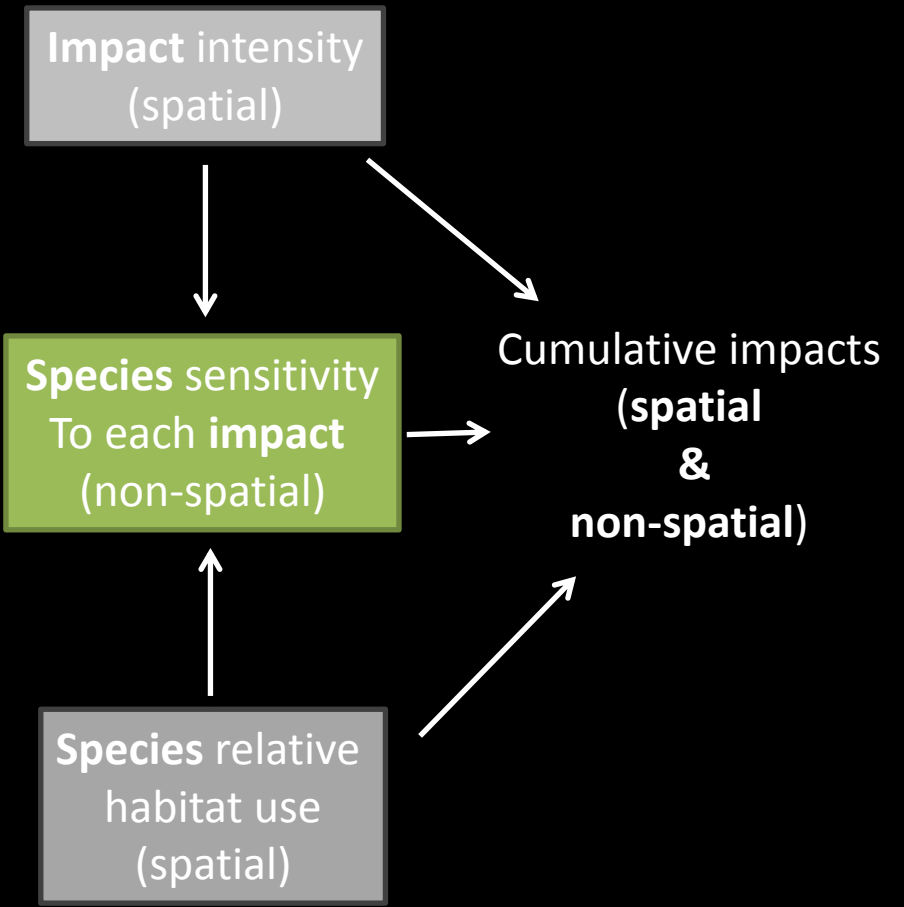 Impact intensity
(spatial)
Species sensitivity
To each impact
(non-spatial)
Cumulative impacts
(spatial
&
non-spatial)
Species relative
habitat use
(spatial)